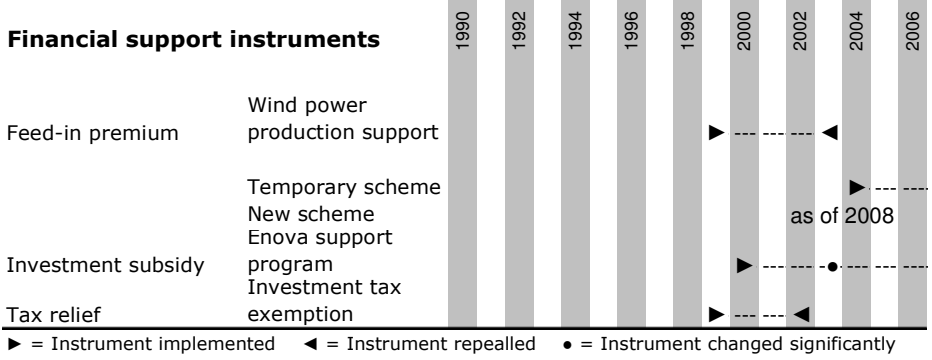 1990 1992 1994 1996 1998 2000 2002 2004 2006
Financial support instruments
Wind power
Feed-in premium production support ► --- ---- ◄
Temporary scheme ► ---
New scheme as of 2008
Enova support
Investment subsidy program ► ---- ---- ● ---- ---
Investment tax
Tax relief exemption ► --- --- ◄
► = Instrument implemented ◄ = Instrument repealled ● = Instrument changed significantly